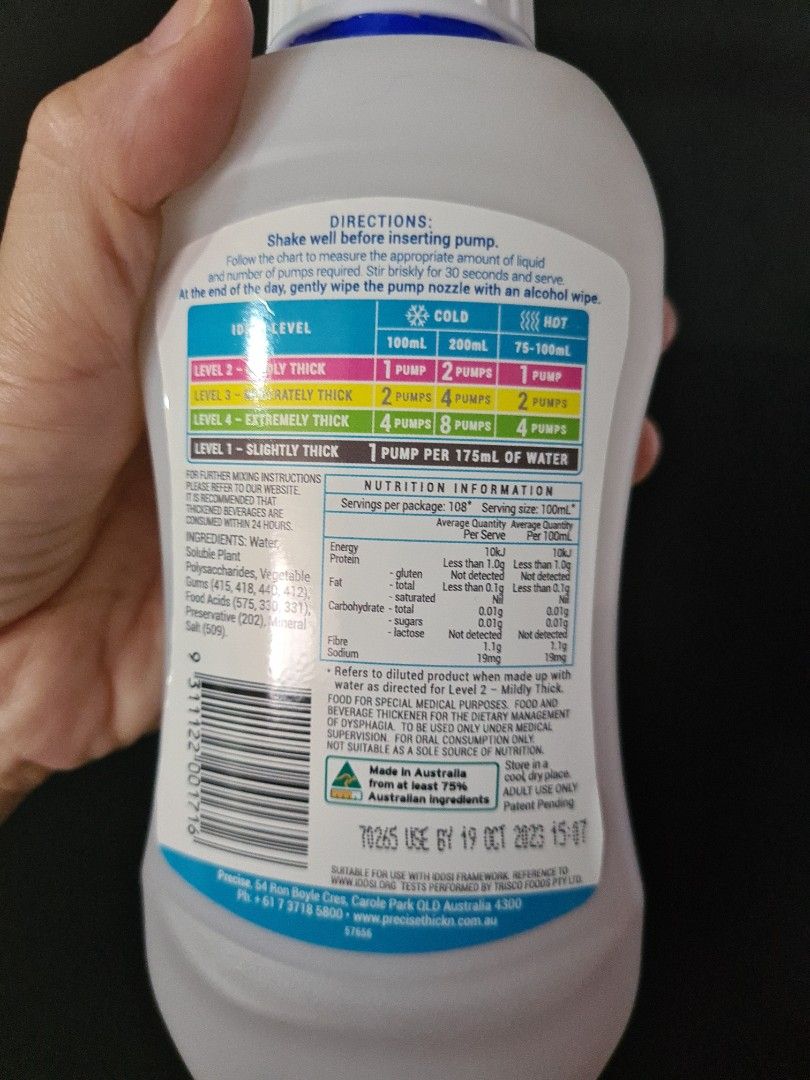 DIRECTIONS:
Shake well before inserting pump.
Follow the chart to measure the appropriate amount of liquid
and number of pumps required. Stir briskly for 30 seconds and serve.
At the end of the day, gently wipe the pump nozzle with an alcohol wipe.
LEVEL COLD HOT
100mL 200mL 75-100mL
LEVEL 2 - THICK 1 PUMP 2 PUMPS 1 PUMP
LEVEL 3 - THICK 2 PUMPS 4 PUMPS 2 PUMPS
LEVEL 4 - EXTREMELY THICK 4 PUMPS 8 PUMPS 4 PUMPS
LEVEL 1 - SLIGHTLY THICK 1 PUMP PER 175mL OF WATER
FOR FURTHER MIXING INSTRUCTIONS
PLEASE REFER TO OUR WEBSITE.
IT IS RECOMMENDED THAT
THICKENED BEVERAGES ARE
CONSUMED WITHIN 24 HOURS.
INGREDIENTS: Water,
Soluble Plant
Polysaccharides, Vegetable
Gums (415, 418, 440, 412),
Food Acids (575, 330, 331),
Preservative (202), Mineral
Salt (509).
9 311122 001716
NUTRITION INFORMATION
Servings per package: 108* Serving size: 100mL*
Average Quantity Average Quantity
Per Serve Per 100mL
Energy 10kJ 10kJ
Protein Less than 1.0g Less than 1.0g
- gluten Not detected Not detected
Fat - total Less than 0.1g Less than 0.1g
- saturated Nil Nil
Carbohydrate - total 0.01g 0.01g
- sugars 0.01g 0.01g
- lactose Not detected Not detected
Fibre 1.1g 1.1g
Sodium 19mg 19mg
* Refers to diluted product when made up with
water as directed for Level 2 - Mildly Thick.
FOOD FOR SPECIAL MEDICAL PURPOSES. FOOD AND
BEVERAGE THICKENER FOR THE DIETARY MANAGEMENT
OF DYSPHAGIA. TO BE USED ONLY UNDER MEDICAL
SUPERVISION. FOR ORAL CONSUMPTION ONLY.
NOT SUITABLE AS A SOLE SOURCE OF NUTRITION.
Made in Australia
from at least 75%
Australian ingredients
Store in a
cool, dry place.
ADULT USE ONLY
Patent Pending
70265 USE BY 19 OCT 2023 15:07
SUITABLE FOR USE WITH IDDSI FRAMEWORK. REFERENCE TO
WWW.IDDSI.ORG TESTS PERFORMED BY TRISCO FOODS PTY LTD.
Precise, 54 Ron Boyle Cres, Carole Park QLD Australia 4300
Ph: +61 7 3718 5800 • www.precisethickn.com.au
57656